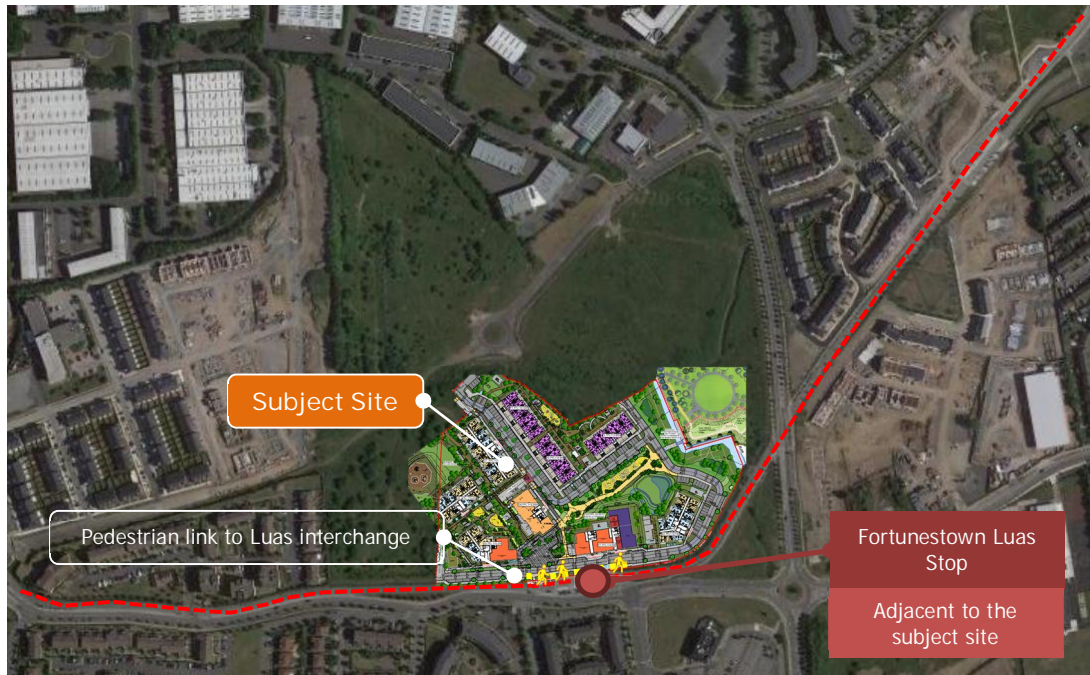 Subject Site
Pedestrian link to Luas interchange
Fortunestown Luas
Stop
Adjacent to the
subject site